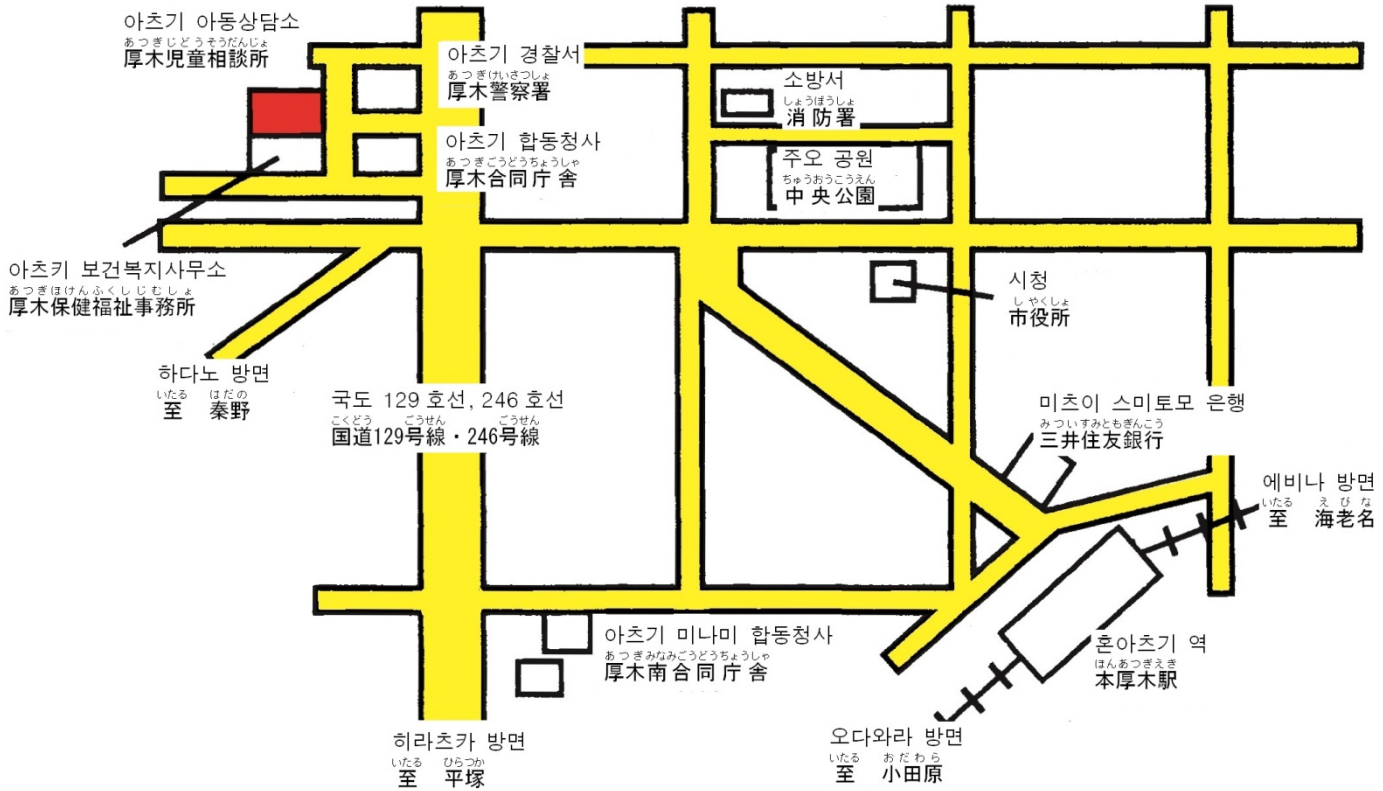 아츠기 아동상담소
あつぎじどうそうだんじょ
厚木児童相談所
아츠기 경찰서
あつぎけいさつしょ
厚木警察署
소방서
しょうぼうしょ
消防署
아츠기 합동청사
あつぎごうどうちょうしゃ
厚木合同庁舎
주오 공원
ちゅうおうこうえん
中央公園
아츠키 보건복지사무소
あつぎほけんふくしじむしょ
厚木保健福祉事務所
시청
しやくしょ
市役所
하다노 방면
いたる はだの
至 秦野
국도 129 호선, 246 호선
こくどう ごうせん ごうせん
国道129号線・246号線
미츠이 스미토모 은행
みついすみともぎんこう
三井住友銀行
에비나 방면
いたる えびな
至 海老名
아츠기 미나미 합동청사
あつぎみなみごうどうちょうしゃ
厚木南合同庁舎
혼아츠기 역
ほんあつぎえき
本厚木駅
히라츠카 방면
いたる ひらつか
至 平塚
오다와라 방면
いたる おだわら
至 小田原